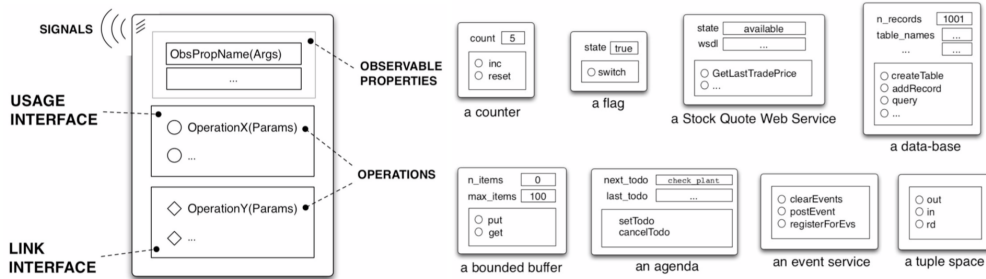 SIGNALS
ObsPropName(Args)
...
OBSERVABLE
PROPERTIES
USAGE
INTERFACE
OperationX(Params)
...
OPERATIONS
OperationY(Params)
...
LINK
INTERFACE
count 5
inc
reset
a counter
state true
switch
a flag
state available
wsdl ...
GetLastTradePrice
...
a Stock Quote Web Service
n_records 1001
table_names ...
... ...
createTable
addRecord
query
...
a data-base
n_items 0
max_items 100
put
get
a bounded buffer
next_todo check_plant
last_todo ...
setTodo
cancelTodo
an agenda
clearEvents
postEvent
registerForEvs
an event service
out
in
rd
a tuple space